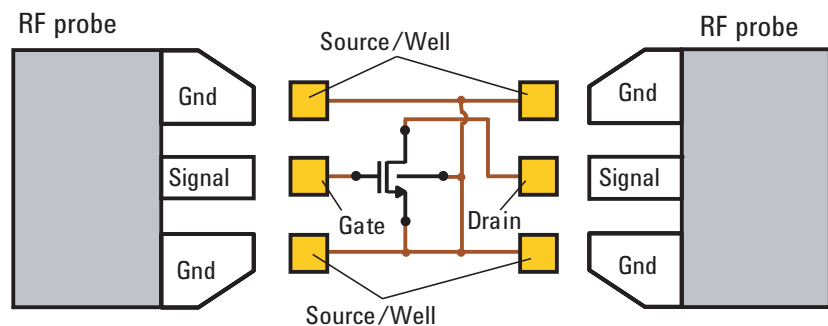 RF probe
RF probe
Source/Well
Gnd
Gnd
Signal
Signal
Gate
Drain
Gnd
Gnd
Source/Well